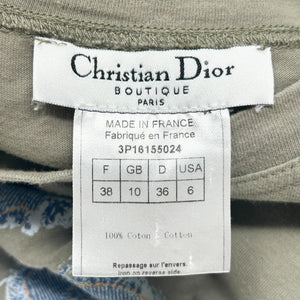 Christian Dior
BOUTIQUE
PARIS
MADE IN FRANCE
Fabriqué en France
3P16155024
F GB D USA
38 10 36 6
100% Coton Cotten
Repassage sur l'envers.
Iron on reverse side.